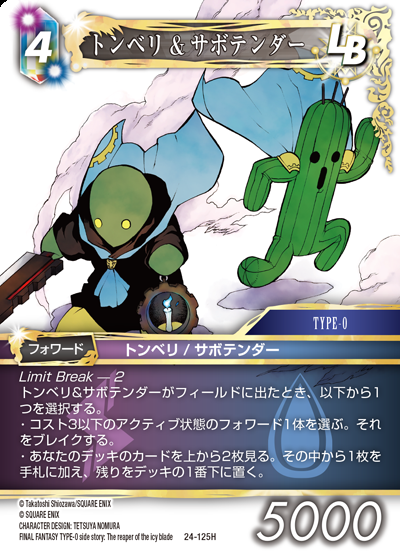 4
トンベリ & サボテンダー
LB
TYPE-0
フォワード
トンベリ / サボテンダー
Limit Break — 2
トンベリ&サボテンダーがフィールドに出たとき、以下から1
つを選択する。
・コスト3以下のアクティブ状態のフォワード1体を選ぶ。それ
をブレイクする。
・あなたのデッキのカードを上から2枚見る。その中から1枚を
手札に加え、残りをデッキの1番下に置く。
© Takatoshi Shiozawa/SQUARE ENIX
© SQUARE ENIX
CHARACTER DESIGN: TETSUYA NOMURA
FINAL FANTASY TYPE-0 side story: The reaper of the icy blade
24-125H
5000